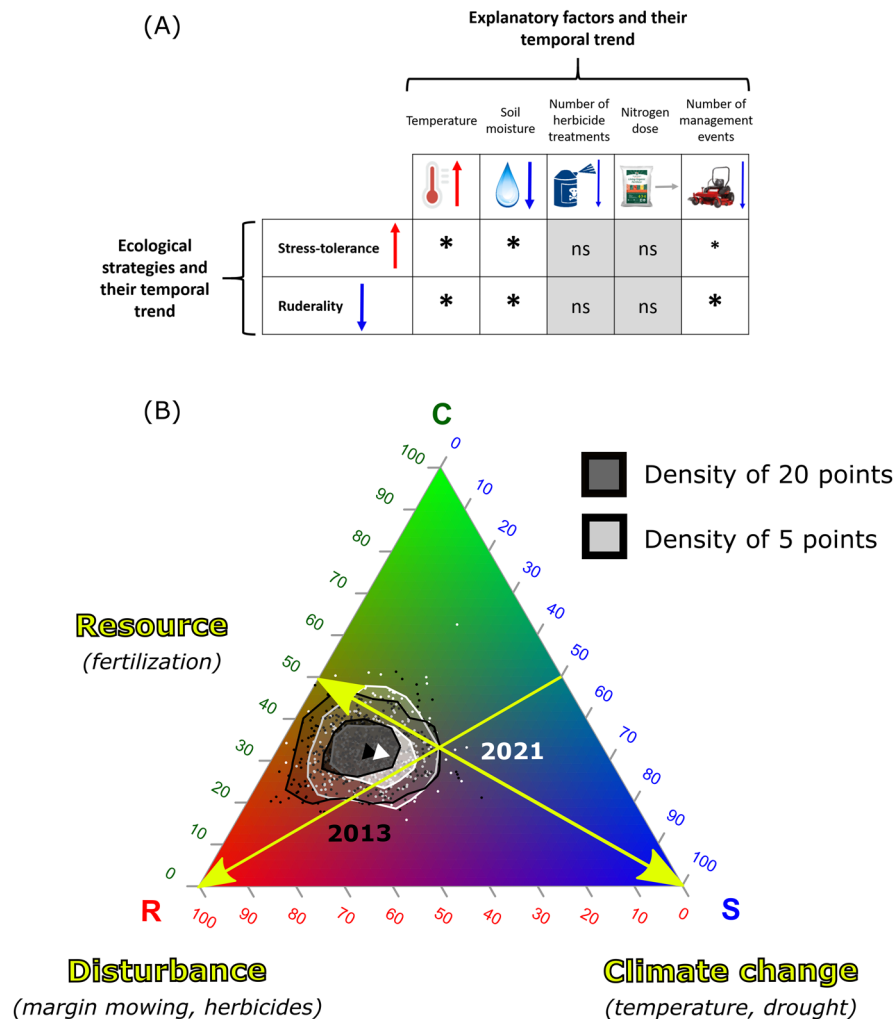 (A)
Explanatory factors and their
temporal trend
Temperature
Soil
moisture
Number of
herbicide
treatments
Nitrogen
dose
Number of
management
events
Ecological
strategies and
their temporal
trend
Stress-tolerance * * ns ns *
Ruderality * * ns ns *
(B)
C
100 90 80 70 60 50 40 30 20 10 0
0 10 20 30 40 50 60 70 80 90 100
Density of 20 points
Density of 5 points
Resource
(fertilization)
2021
2013
R
S
100 90 80 70 60 50 40 30 20 10 0
Disturbance
(margin mowing, herbicides)
Climate change
(temperature, drought)